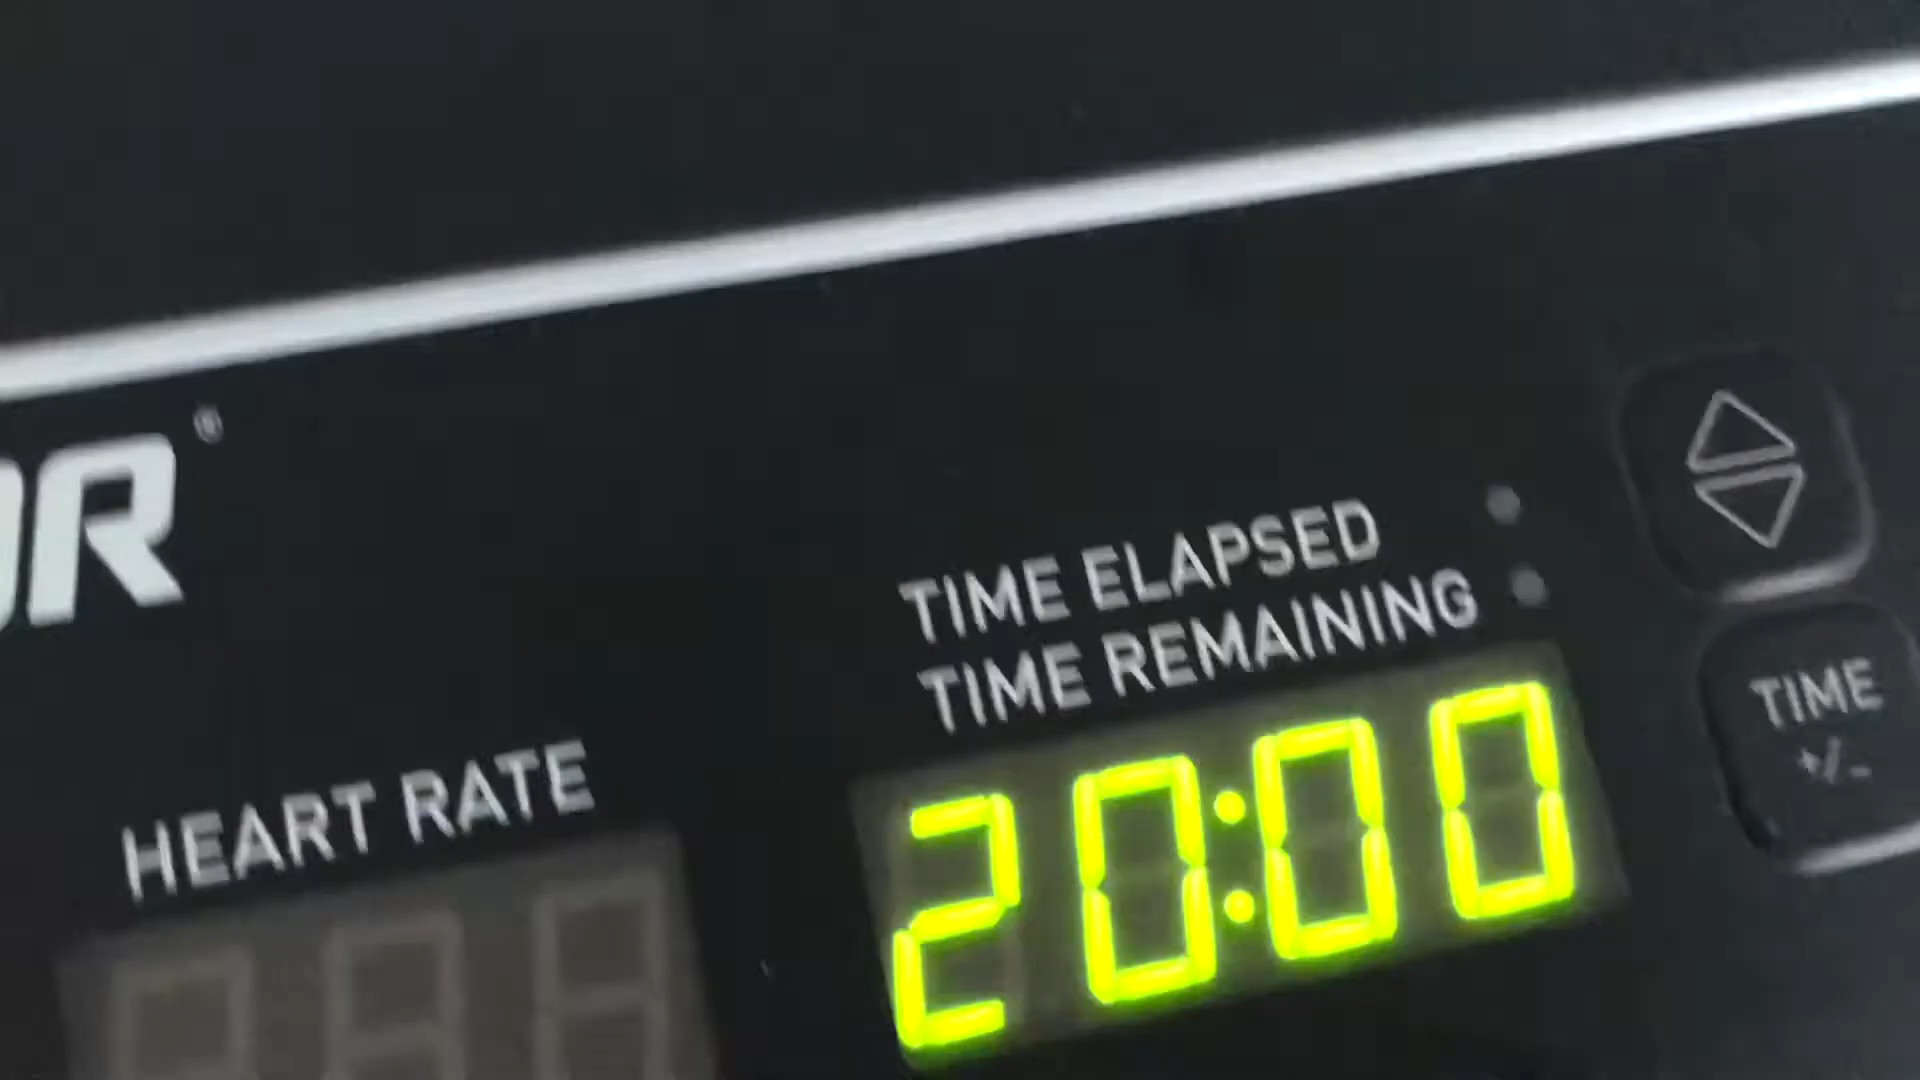 OR®
TIME ELAPSED
TIME REMAINING
TIME
+/-
HEART RATE
20:00